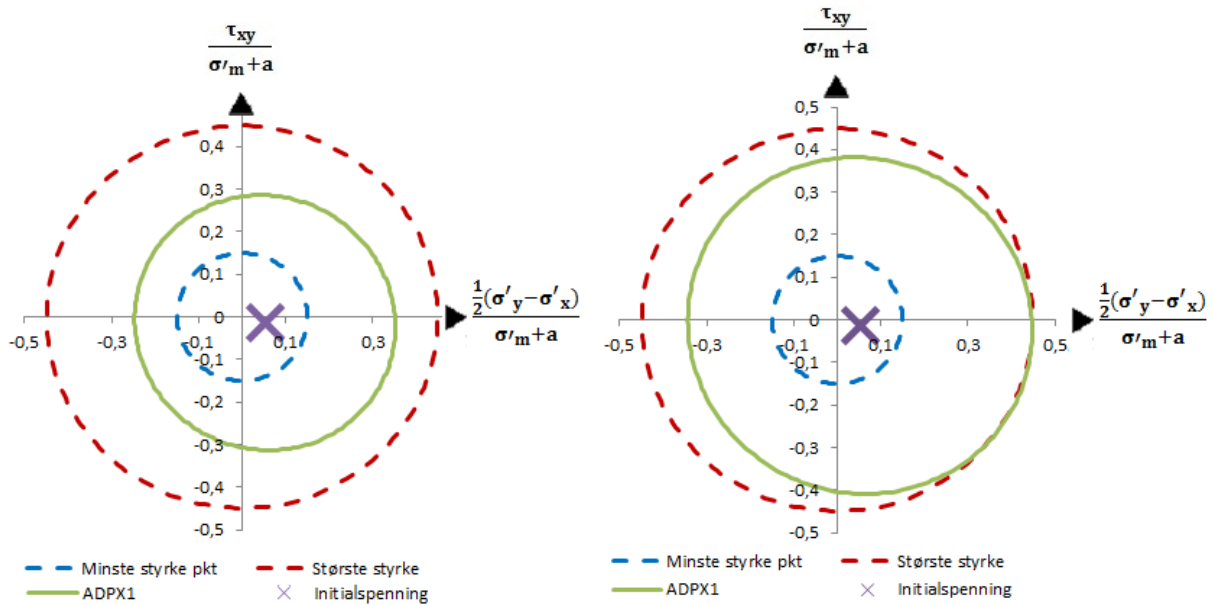 τxy
σ′m+a
0,4
0,3
0,2
0,1
0
-0,1
-0,2
-0,3
-0,4
-0,5
-0,5
-0,3
-0,1
0,1
0,3
½(σ′y−σ′x)
σ′m+a
Minste styrke pkt
Største styrke
ADPX1
Initialspenning
τxy
σ′m+a
0,5
0,4
0,3
0,2
0,1
0
-0,1
-0,2
-0,3
-0,4
-0,5
-0,5
-0,3
-0,1
0,1
0,3
0,5
½(σ′y−σ′x)
σ′m+a
Minste styrke pkt
Største styrke
ADPX1
Initialspenning